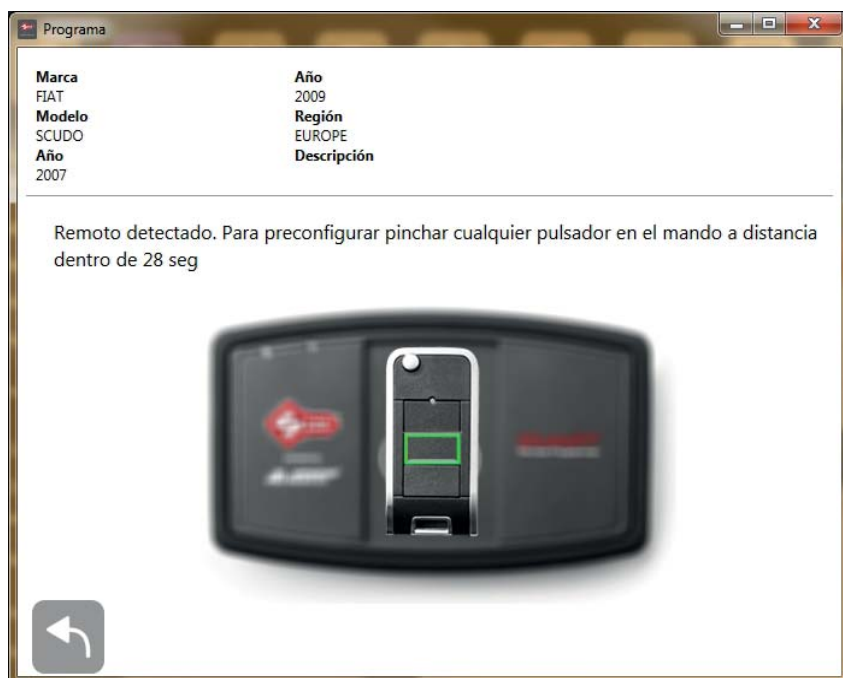 Programa
Marca
FIAT
Modelo
SCUDO
Año
2007
Año
2009
Región
EUROPE
Descripción
Remoto detectado. Para preconfigurar pinchar cualquier pulsador en el mando a distancia
dentro de 28 seg